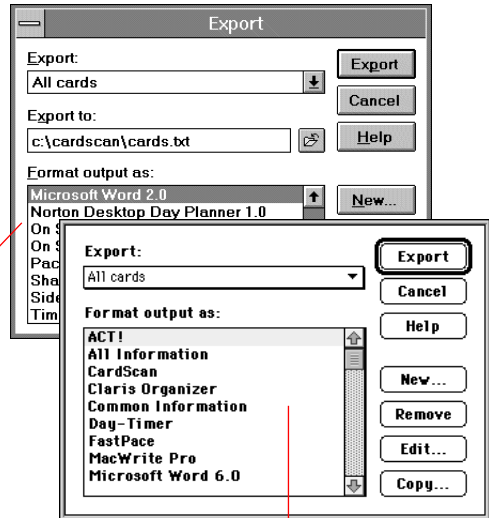 Export
Export:
All cards
Export to:
c:\cardscan\cards.txt
Format output as:
Microsoft Word 2.0
Norton Desktop Day Planner 1.0
On
On
Pac
Sha
Side
Tim
Export
Cancel
Help
New...
Export:
All cards
Format output as:
ACT!
All Information
CardScan
Claris Organizer
Common Information
Day-Timer
FastPace
MacWrite Pro
Microsoft Word 6.0
Export
Cancel
Help
New...
Remove
Edit...
Copy...